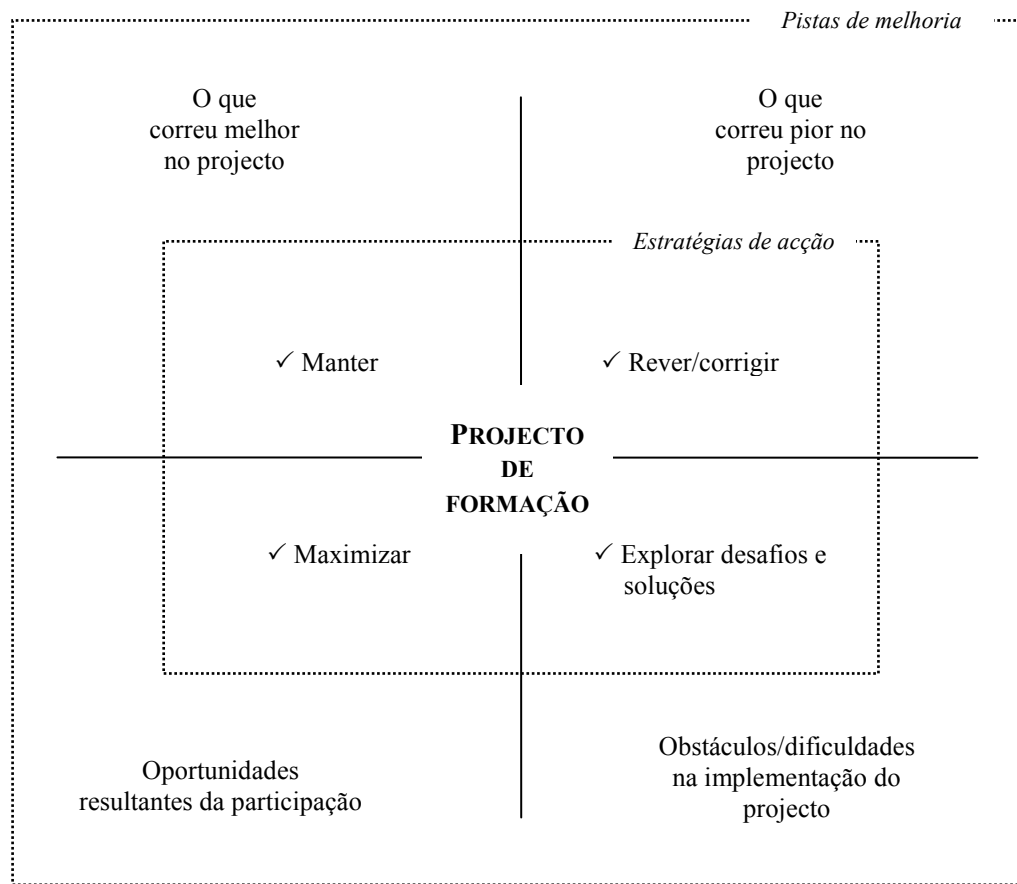 Pistas de melhoria
O que
correu melhor
no projecto
O que
correu pior no
projecto
Estratégias de acção
✓ Manter
✓ Rever/corrigir
PROJECTO
DE
FORMAÇÃO
✓ Maximizar
✓ Explorar desafios e
soluções
Oportunidades
resultantes da participação
Obstáculos/dificuldades
na implementação do
projecto